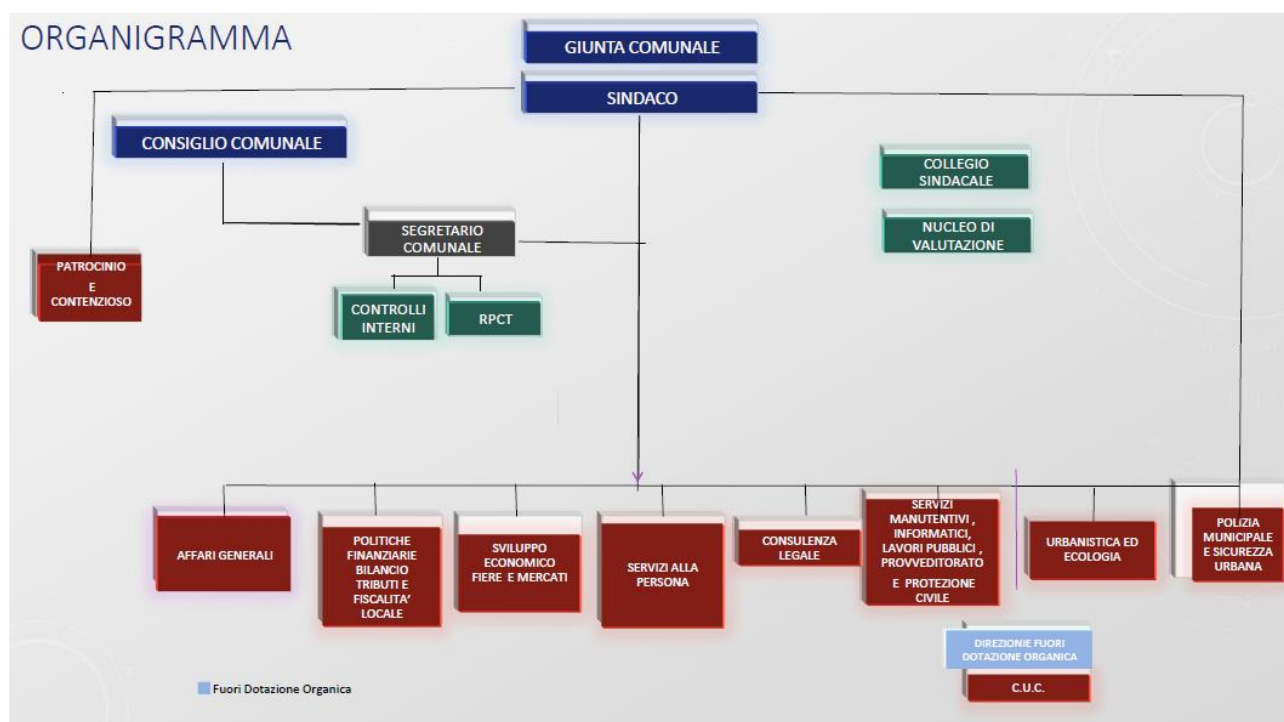 ORGANIGRAMMA
GIUNTA COMUNALE
SINDACO
CONSIGLIO COMUNALE
COLLEGIO
SINDACALE
SEGRETARIO
COMUNALE
NUCLEO DI
VALUTAZIONE
PATROCINIO
E
CONTENZIOSO
CONTROLLI
INTERNI
RPCT
AFFARI GENERALI
POLITICHE
FINANZIARIE
BILANCIO
TRIBUTI E
FISCALITA'
LOCALE
SVILUPPO
ECONOMICO
FIERE E MERCATI
SERVIZI ALLA
PERSONA
CONSULENZA
LEGALE
SERVIZI
MANUTENTIVI ,
INFORMATICI,
LAVORI PUBBLICI ,
PROVVEDITORATO
E PROTEZIONE
CIVILE
URBANISTICA ED
ECOLOGIA
POLIZIA
MUNICIPALE
E SICUREZZA
URBANA
DIREZIONIE FUORI
DOTAZIONE ORGANICA
C.U.C.
Fuori Dotazione Organica